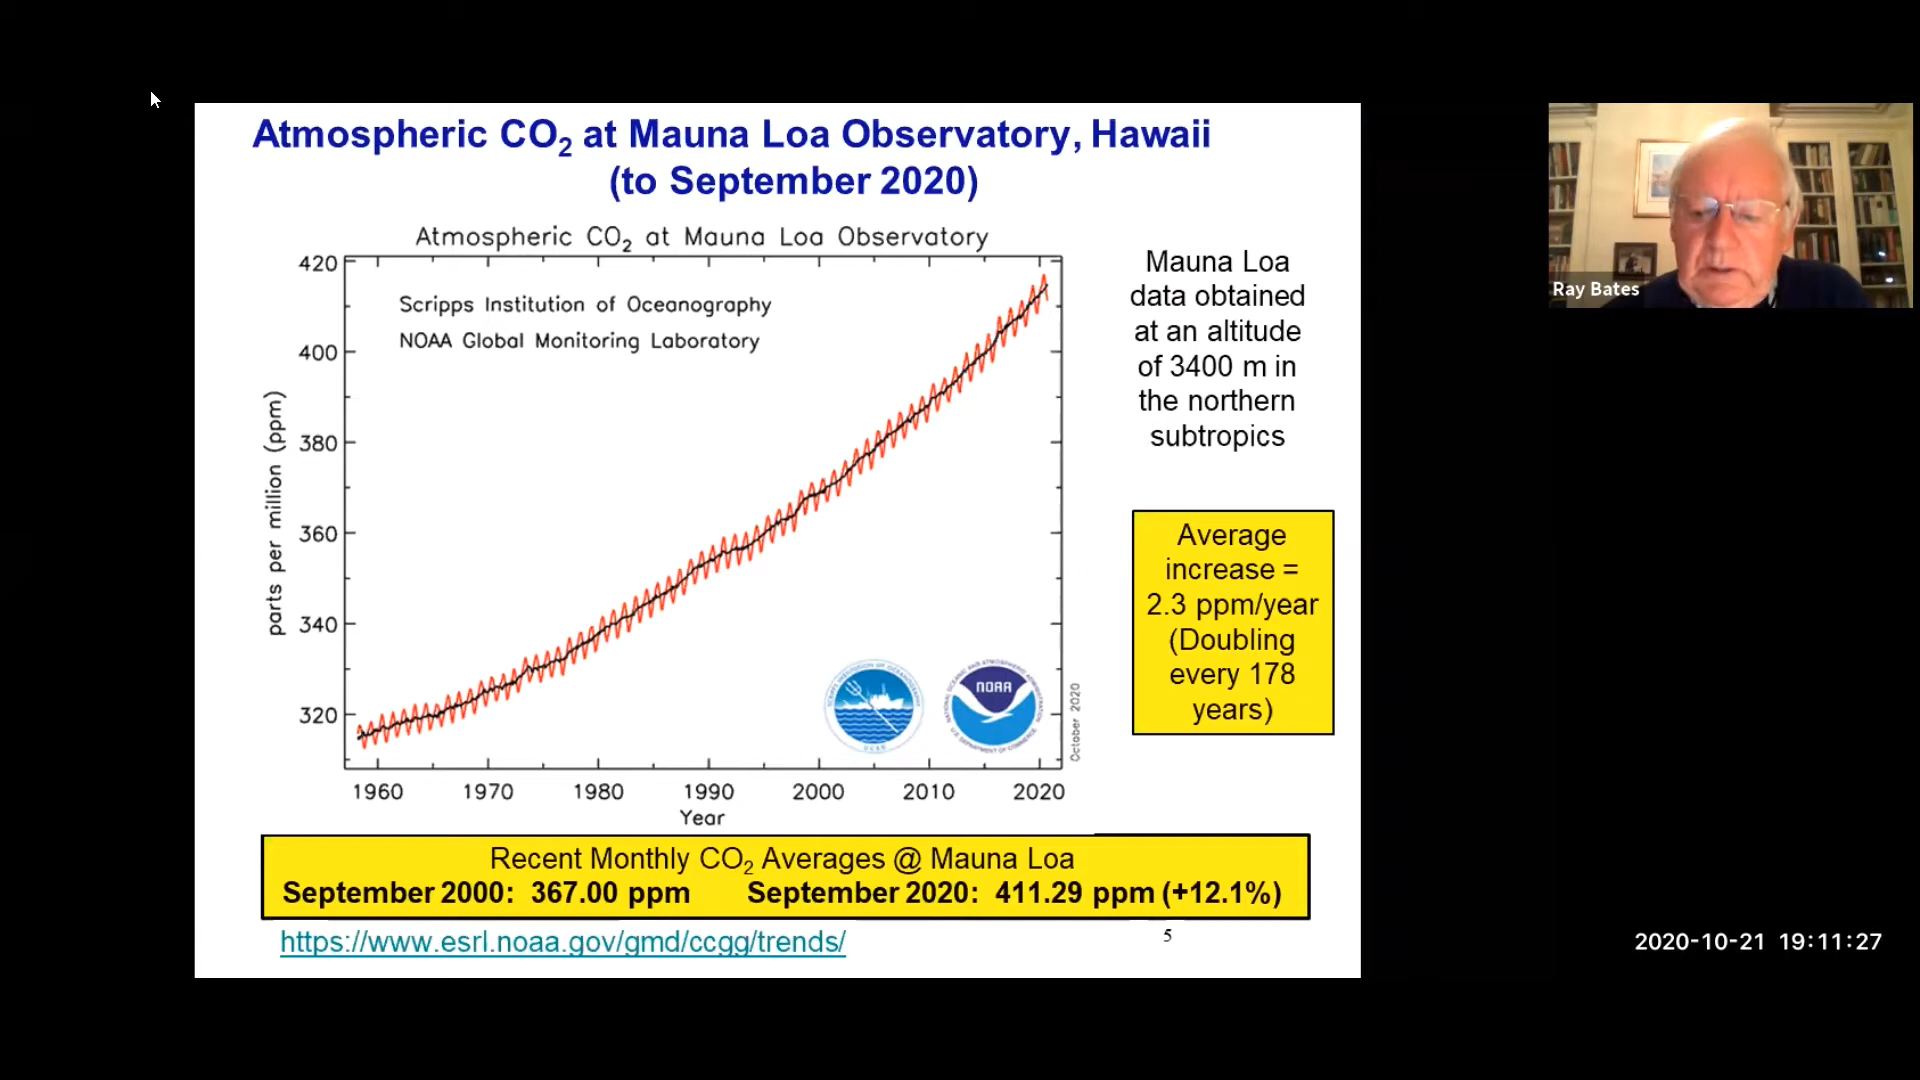 Atmospheric CO₂ at Mauna Loa Observatory, Hawaii
(to September 2020)
Atmospheric CO₂ at Mauna Loa Observatory
Scripps Institution of Oceanography
NOAA Global Monitoring Laboratory
420
400
380
360
340
320
parts per million (ppm)
1960 1970 1980 1990 2000 2010 2020
Year
NOAA
October 2020
Mauna Loa
data obtained
at an altitude
of 3400 m in
the northern
subtropics
Average
increase =
2.3 ppm/year
(Doubling
every 178
years)
Recent Monthly CO₂ Averages @ Mauna Loa
September 2000: 367.00 ppm September 2020: 411.29 ppm (+12.1%)
https://www.esrl.noaa.gov/gmd/ccgg/trends/
5
Ray Bates
2020-10-21 19:11:27